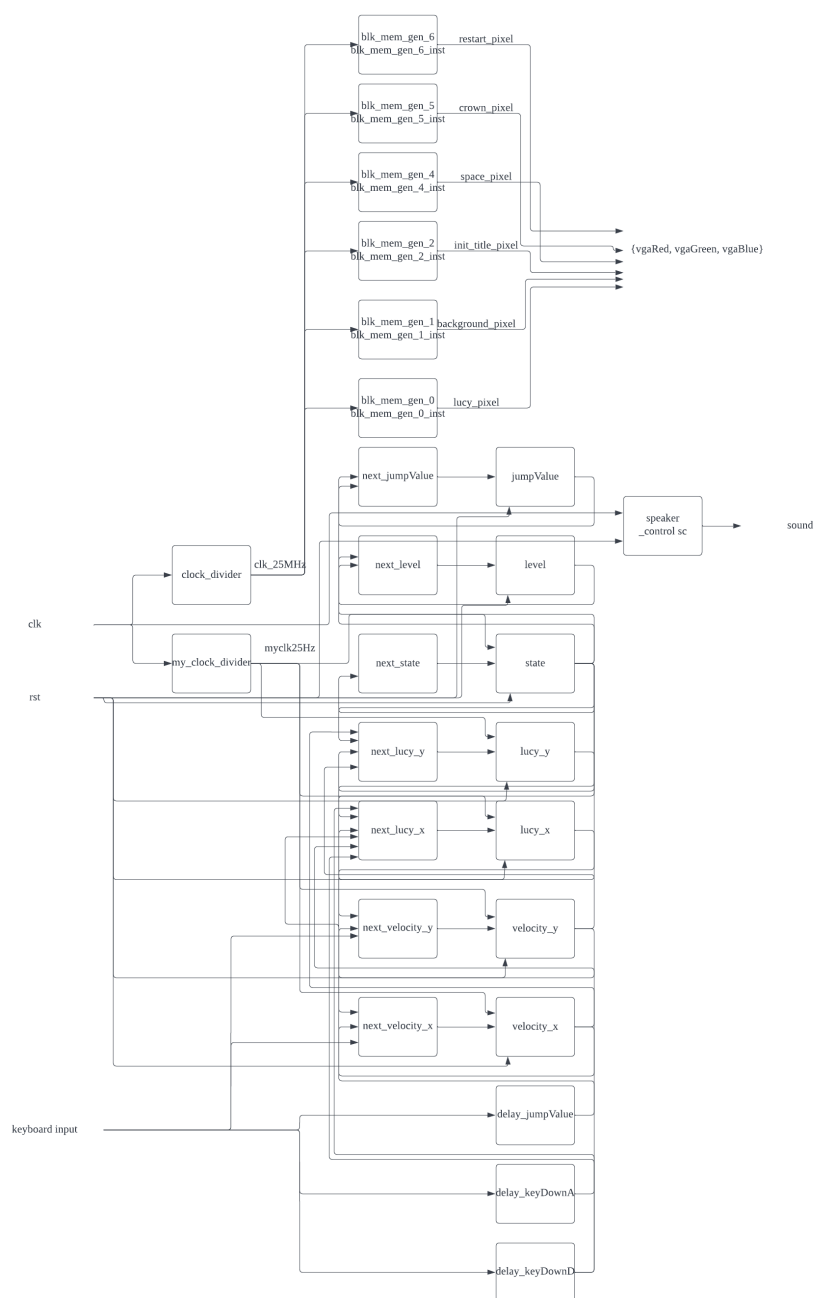 blk_mem_gen_6
blk_mem_gen_6_inst
restart_pixel
blk_mem_gen_5
blk_mem_gen_5_inst
crown_pixel
blk_mem_gen_4
blk_mem_gen_4_inst
space_pixel
blk_mem_gen_2
blk_mem_gen_2_inst
init_title_pixel
{vgaRed, vgaGreen, vgaBlue}
blk_mem_gen_1
blk_mem_gen_1_inst
background_pixel
blk_mem_gen_0
blk_mem_gen_0_inst
lucy_pixel
next_jumpValue
jumpValue
speaker
_control sc
sound
clock_divider
clk_25MHz
next_level
level
clk
my_clock_divider
myclk25Hz
next_state
state
rst
next_lucy_y
lucy_y
next_lucy_x
lucy_x
next_velocity_y
velocity_y
next_velocity_x
velocity_x
keyboard input
delay_jumpValue
delay_keyDownA
delay_keyDownD